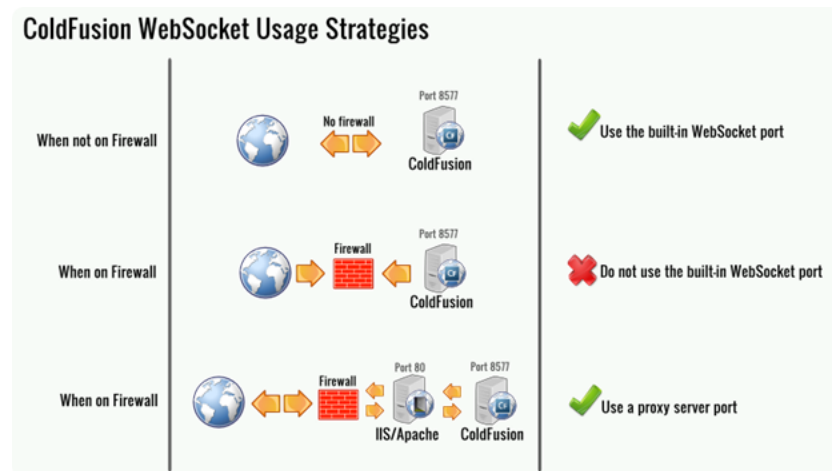 ColdFusion WebSocket Usage Strategies
Port 8577
No firewall
When not on Firewall
ColdFusion
Use the built-in WebSocket port
Port 8577
Firewall
When on Firewall
ColdFusion
Do not use the built-in WebSocket port
Port 80 Port 8577
Firewall
When on Firewall
IIS/Apache ColdFusion
Use a proxy server port